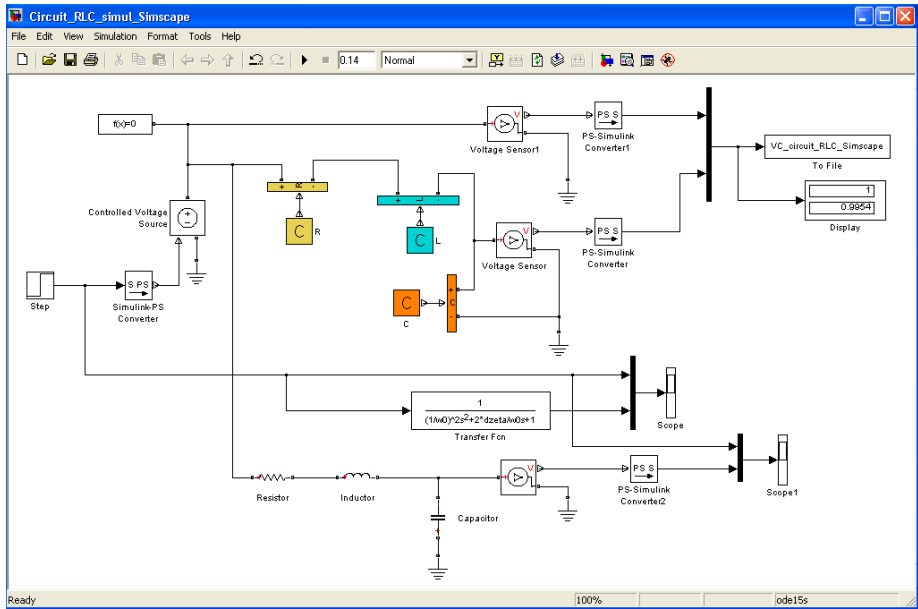 Circuit_RLC_simul_Simscape
File Edit View Simulation Format Tools Help
0.14 Normal
f(x)=0
V
Voltage Sensor1
PS S
PS-Simulink
Converter1
VC_circuit_RLC_Simscape
To File
1
0.9954
Display
Controlled Voltage
Source
+ R -
C R
+ L -
C L
V
Voltage Sensor
PS S
PS-Simulink
Converter
Step
S PS
Simulink-PS
Converter
C
C
+ C -
1
(1/w0)^2s²+2*dzeta/w0s+1
Transfer Fcn
Scope
Resistor
Inductor
Capacitor
V
PS S
PS-Simulink
Converter2
Scope1
Ready 100% ode15s